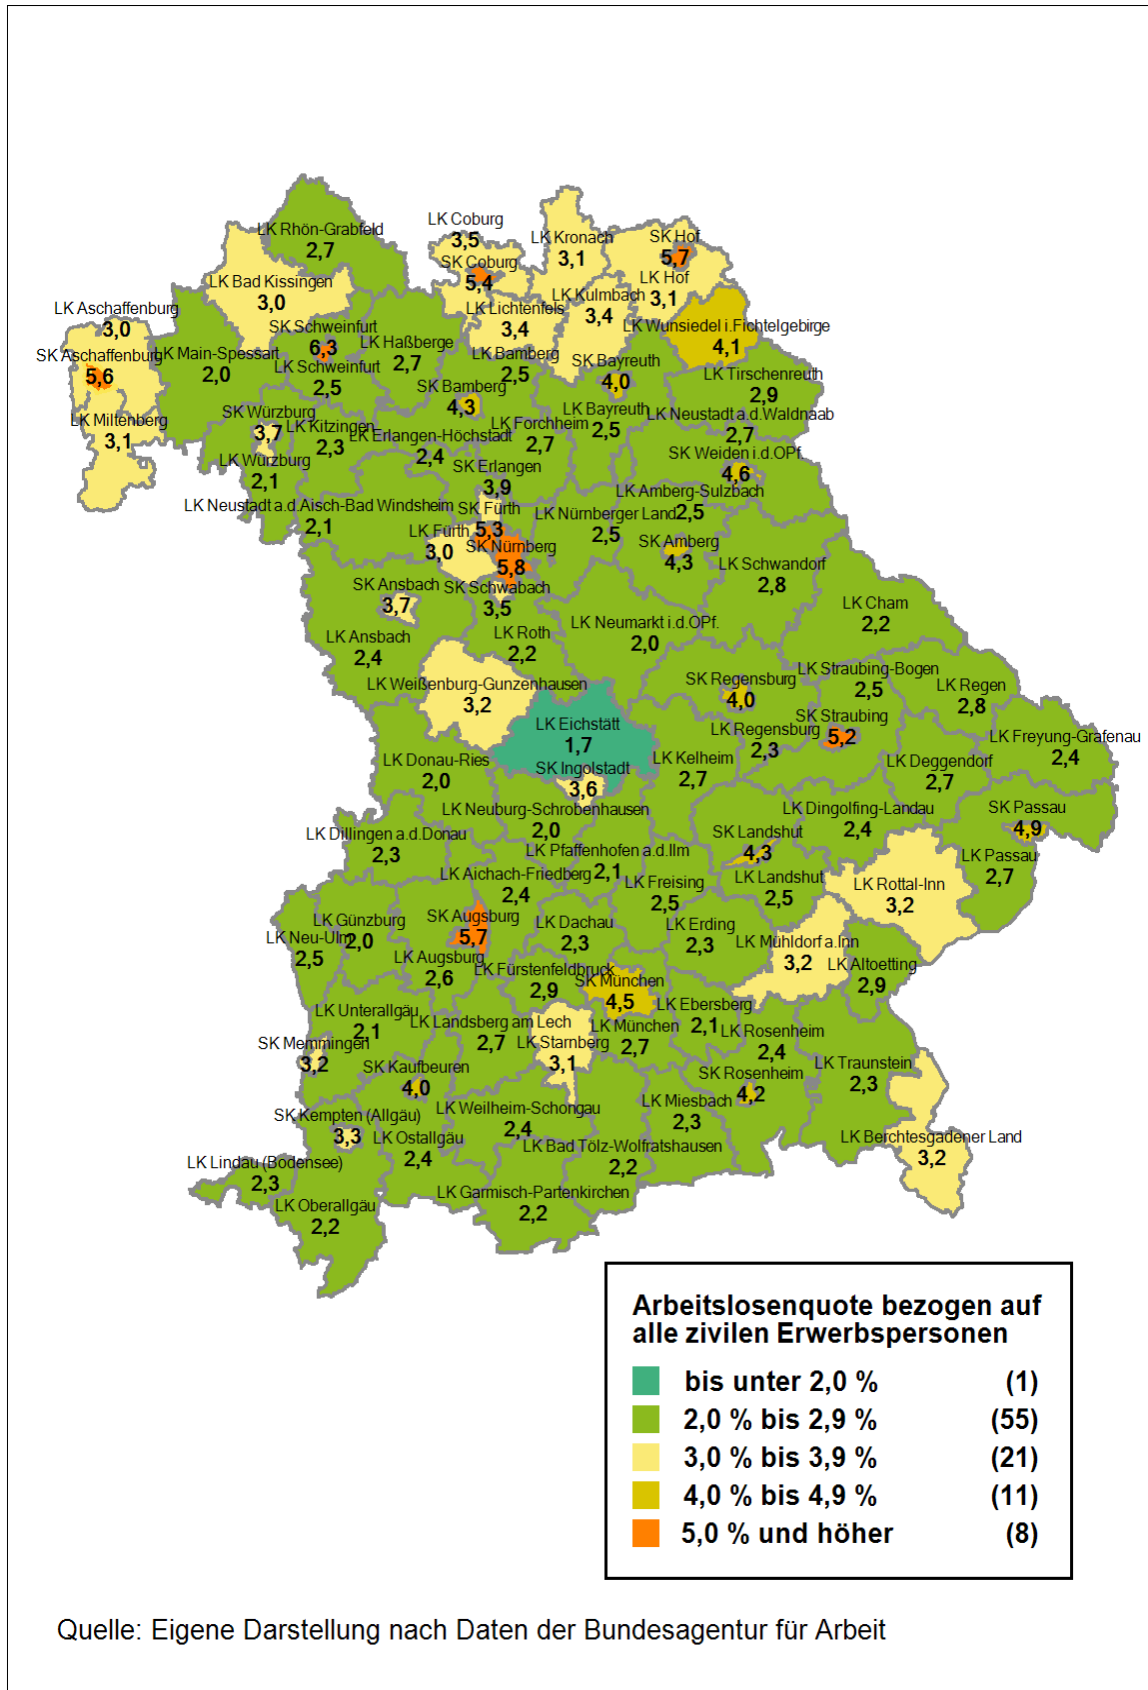 LK Rhön-Grabfeld
2,7
LK Coburg
3,5
LK Kronach
3,1
SK Hof
5,7
SK Coburg
5,4
LK Hof
3,1
LK Bad Kissingen
3,0
LK Lichtenfels
3,4
LK Kulmbach
3,4
LK Aschaffenburg
3,0
SK Schweinfurt
6,3
LK Haßberge
2,7
LK Wunsiedel i.Fichtelgebirge
4,1
SK Aschaffenburg
5,6
LK Main-Spessart
2,0
LK Schweinfurt
2,5
LK Bamberg
2,5
SK Bayreuth
4,0
LK Tirschenreuth
2,9
SK Bamberg
4,3
LK Miltenberg
3,1
SK Würzburg
3,7
LK Kitzingen
2,3
LK Erlangen-Höchstadt
2,4
LK Forchheim
2,7
LK Bayreuth
2,5
LK Neustadt a.d.Waldnaab
2,7
SK Weiden i.d.OPf.
4,6
LK Würzburg
2,1
SK Erlangen
3,9
LK Neustadt a.d.Aisch-Bad Windsheim
2,1
SK Fürth
5,3
LK Nürnberger Land
2,5
LK Amberg-Sulzbach
2,5
LK Fürth
3,0
SK Nürnberg
5,8
SK Amberg
4,3
LK Schwandorf
2,8
SK Ansbach
3,7
SK Schwabach
3,5
LK Cham
2,2
LK Ansbach
2,4
LK Roth
2,2
LK Neumarkt i.d.OPf.
2,0
LK Weißenburg-Gunzenhausen
3,2
SK Regensburg
4,0
LK Straubing-Bogen
2,5
LK Regen
2,8
LK Eichstätt
1,7
LK Regensburg
2,3
SK Straubing
5,2
LK Freyung-Grafenau
2,4
LK Donau-Ries
2,0
SK Ingolstadt
3,6
LK Kelheim
2,7
LK Deggendorf
2,7
LK Neuburg-Schrobenhausen
2,0
LK Dingolfing-Landau
2,4
SK Passau
4,9
LK Dillingen a.d.Donau
2,3
LK Pfaffenhofen a.d.Ilm
2,1
SK Landshut
4,3
LK Passau
2,7
LK Aichach-Friedberg
2,4
LK Freising
2,5
LK Landshut
2,5
LK Rottal-Inn
3,2
LK Günzburg
2,0
SK Augsburg
5,7
LK Dachau
2,3
LK Erding
2,3
LK Neu-Ulm
2,5
LK Augsburg
2,6
LK Fürstenfeldbruck
2,9
SK München
4,5
LK Mühldorf a.Inn
3,2
LK Altoetting
2,9
LK Unterallgäu
2,1
LK Landsberg am Lech
2,7
LK Starnberg
3,1
LK München
2,7
LK Ebersberg
2,1
LK Rosenheim
2,4
SK Memmingen
3,2
SK Kaufbeuren
4,0
SK Rosenheim
4,2
LK Traunstein
2,3
SK Kempten (Allgäu)
3,3
LK Weilheim-Schongau
2,4
LK Miesbach
2,3
LK Ostallgäu
2,4
LK Bad Tölz-Wolfratshausen
2,2
LK Berchtesgadener Land
3,2
LK Lindau (Bodensee)
2,3
LK Oberallgäu
2,2
LK Garmisch-Partenkirchen
2,2
Arbeitslosenquote bezogen auf
alle zivilen Erwerbspersonen
bis unter 2,0 % (1)
2,0 % bis 2,9 % (55)
3,0 % bis 3,9 % (21)
4,0 % bis 4,9 % (11)
5,0 % und höher (8)
Quelle: Eigene Darstellung nach Daten der Bundesagentur für Arbeit